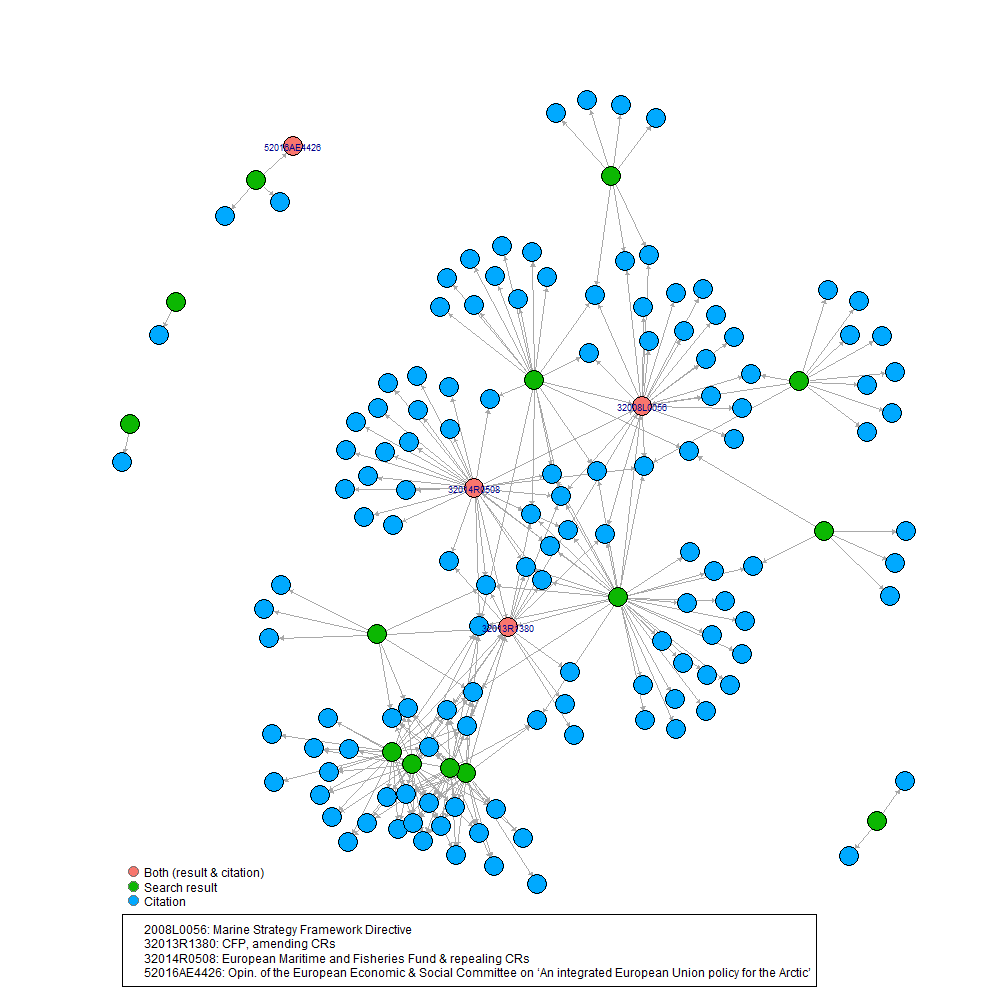 52016AE4426
32008L0056
32014R0508
32013R1380
Both (result & citation)
Search result
Citation
2008L0056: Marine Strategy Framework Directive
32013R1380: CFP, amending CRs
32014R0508: European Maritime and Fisheries Fund & repealing CRs
52016AE4426: Opin. of the European Economic & Social Committee on ‘An integrated European Union policy for the Arctic’